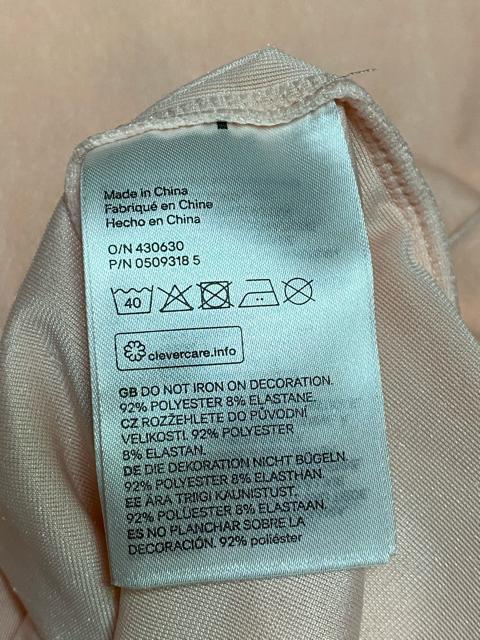 Made in China
Fabriqué en Chine
Hecho en China
O/N 430630
P/N 0509318 5
40
clevercare.info
GB DO NOT IRON ON DECORATION.
92% POLYESTER 8% ELASTANE.
CZ ROZŽEHLETE DO PŮVODNÍ
VELIKOSTI. 92% POLYESTER
8% ELASTAN.
DE DIE DEKORATION NICHT BÜGELN.
92% POLYESTER 8% ELASTHAN.
EE ÄRA TRIIGI KAUNISTUST.
92% POLÜESTER 8% ELASTAAN.
ES NO PLANCHAR SOBRE LA
DECORACIÓN. 92% poliéster